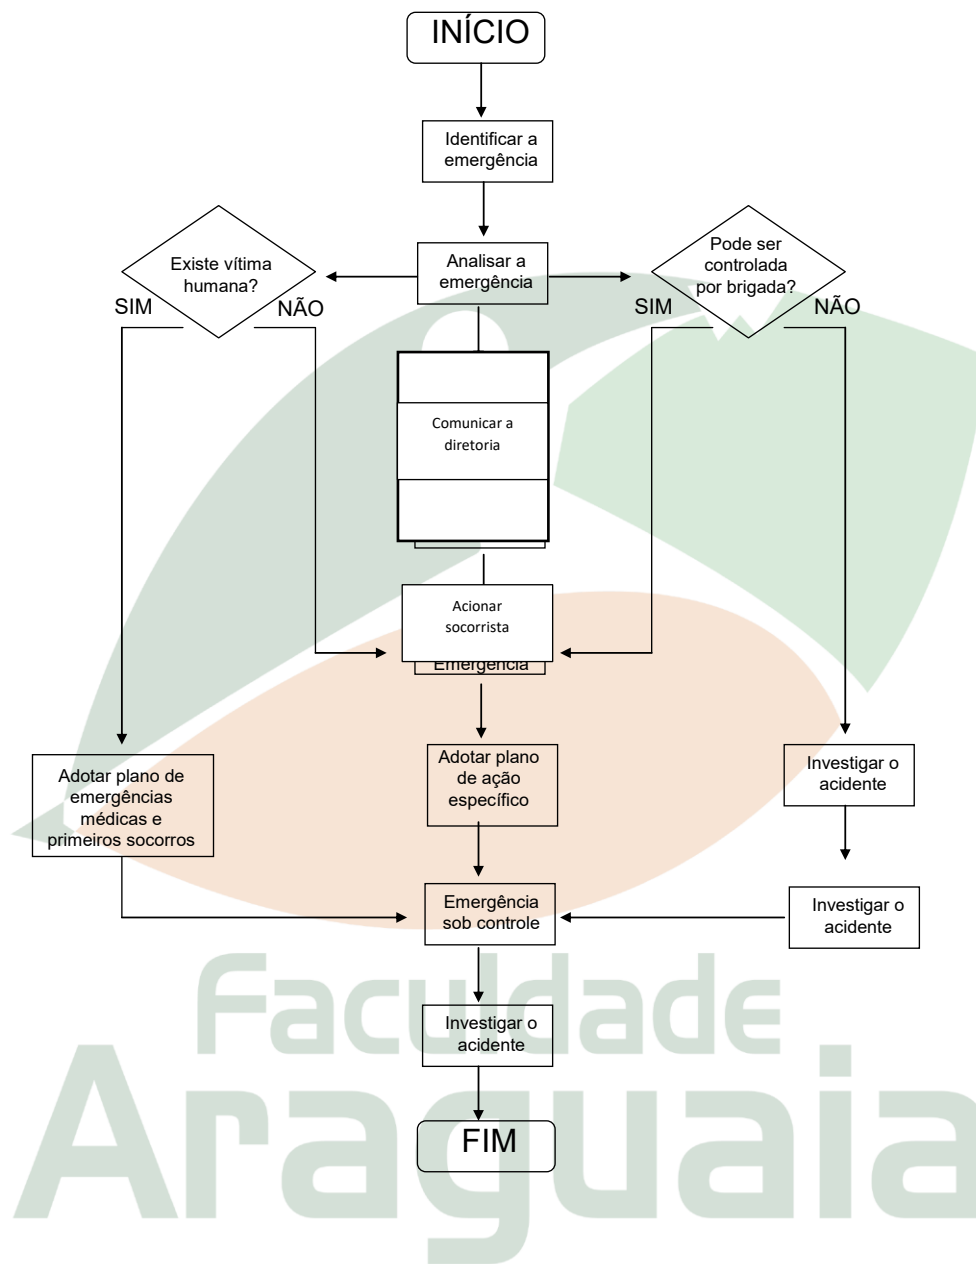 INÍCIO
Identificar a
emergência
Existe vítima
humana?
Analisar a
emergência
Pode ser
controlada
por brigada?
SIM
NÃO
SIM
NÃO
Comunicar a
diretoria
Acionar
socorrista
Emergência
Adotar plano de
emergências
médicas e
primeiros socorros
Adotar plano
de ação
específico
Investigar o
acidente
Emergência
sob controle
Investigar o
acidente
Investigar o
acidente
FIM
Faculdade
Araguaia